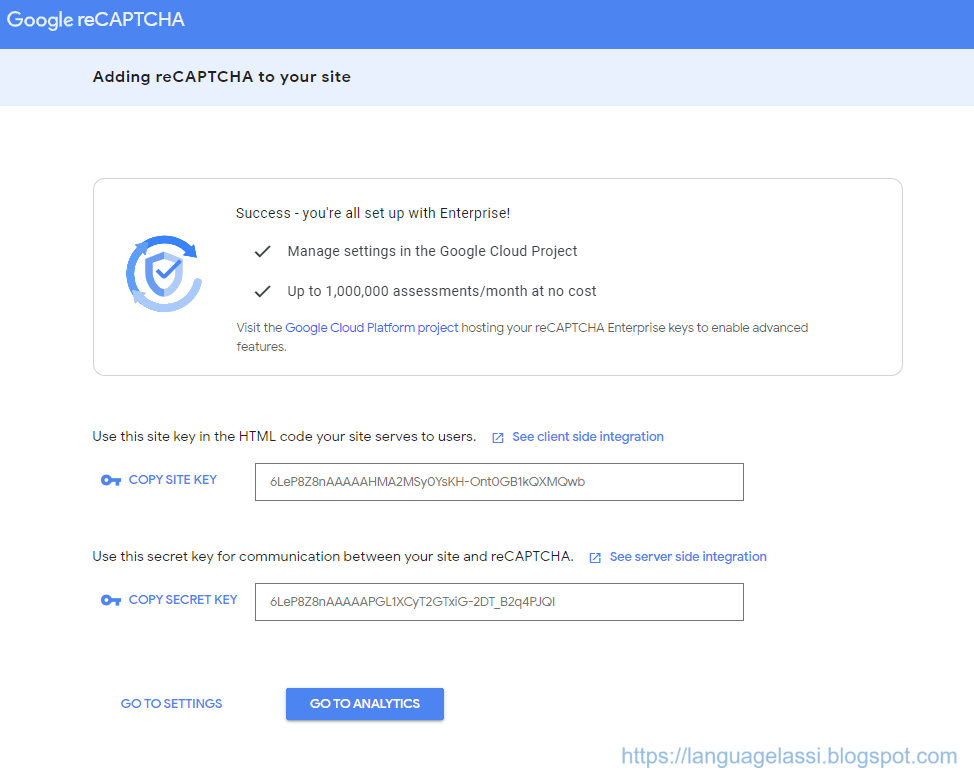 Google reCAPTCHA
Adding reCAPTCHA to your site
Success - you're all set up with Enterprise!
Manage settings in the Google Cloud Project
Up to 1,000,000 assessments/month at no cost
Visit the Google Cloud Platform project hosting your reCAPTCHA Enterprise keys to enable advanced
features.
Use this site key in the HTML code your site serves to users. See client side integration
COPY SITE KEY 6LeP8Z8nAAAAAHMA2MSy0YsKH-Ont0GB1kQXMQwb
Use this secret key for communication between your site and reCAPTCHA. See server side integration
COPY SECRET KEY 6LeP8Z8nAAAAAPGL1XCyT2GTxiG-2DT_B2q4PJQI
GO TO SETTINGS GO TO ANALYTICS
https://languagelassi.blogspot.com